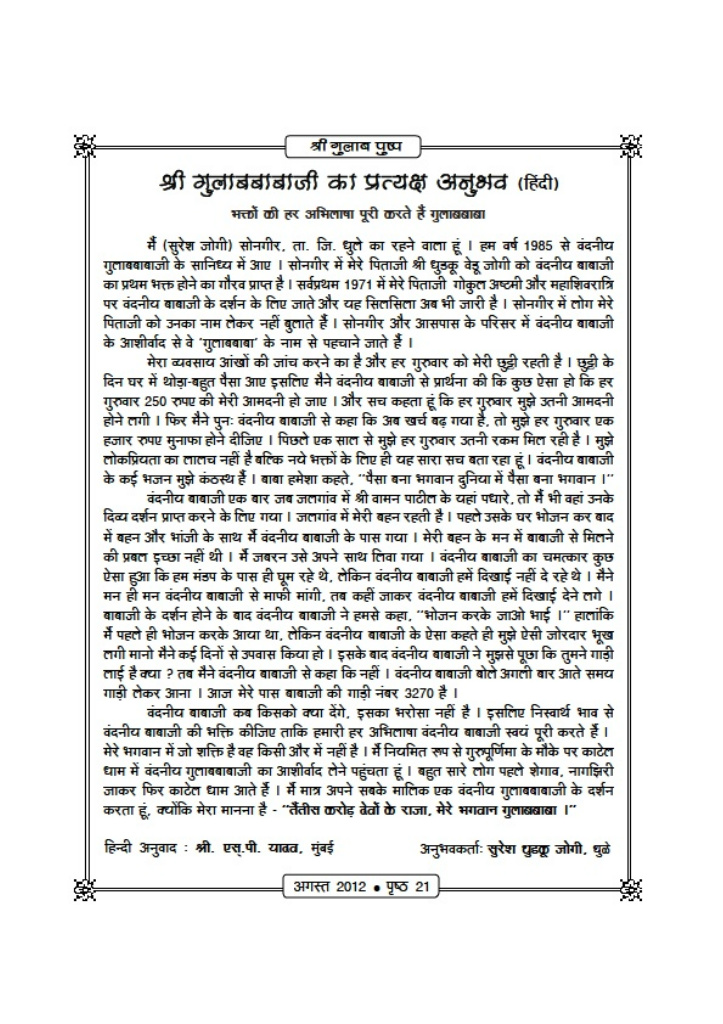 श्री गुलाब पुष्प
श्री गुलाबबाबाजी का प्रत्यक्ष अनुभव (हिंदी)
भक्तों की हर अभिलाषा पूरी करते हैं गुलाबबाबा
मैं (सुरेश जोगी) सोनगीर, ता. जि. धुले का रहने वाला हूं । हम वर्ष 1985 से वंदनीय
गुलाबबाबाजी के सानिध्य में आए । सोनगीर में मेरे पिताजी श्री धुडकू वेडू जोगी को वंदनीय बाबाजी
का प्रथम भक्त होने का गौरव प्राप्त है । सर्वप्रथम 1971 में मेरे पिताजी गोकुल अष्टमी और महाशिवरात्रि
पर वंदनीय बाबाजी के दर्शन के लिए जाते और यह सिलसिला अब भी जारी है । सोनगीर में लोग मेरे
पिताजी को उनका नाम लेकर नहीं बुलाते हैं । सोनगीर और आसपास के परिसर में वंदनीय बाबाजी
के आशीर्वाद से वे 'गुलाबबाबा' के नाम से पहचाने जाते हैं ।
मेरा व्यवसाय आंखों की जांच करने का है और हर गुरुवार को मेरी छुट्टी रहती है । छुट्टी के
दिन घर में थोड़ा-बहुत पैसा आए इसलिए मैने वंदनीय बाबाजी से प्रार्थना की कि कुछ ऐसा हो कि हर
गुरुवार 250 रुपए की मेरी आमदनी हो जाए । और सच कहता हूं कि हर गुरुवार मुझे उतनी आमदनी
होने लगी । फिर मैने पुनः वंदनीय बाबाजी से कहा कि अब खर्च बढ़ गया है, तो मुझे हर गुरुवार एक
हजार रुपए मुनाफा होने दीजिए । पिछले एक साल से मुझे हर गुरुवार उतनी रकम मिल रही है । मुझे
लोकप्रियता का लालच नहीं है बल्कि नये भक्तों के लिए ही यह सारा सच बता रहा हूं । वंदनीय बाबाजी
के कई भजन मुझे कंठस्थ हैं । बाबा हमेशा कहते, ''पैसा बना भगवान दुनिया में पैसा बना भगवान ।''
वंदनीय बाबाजी एक बार जब जलगांव में श्री वामन पाटील के यहां पधारे, तो मैं भी वहां उनके
दिव्य दर्शन प्राप्त करने के लिए गया । जलगांव में मेरी बहन रहती है । पहले उसके घर भोजन कर बाद
में बहन और भांजी के साथ मैं वंदनीय बाबाजी के पास गया । मेरी बहन के मन में बाबाजी से मिलने
की प्रबल इच्छा नहीं थी । मैं जबरन उसे अपने साथ लिवा गया । वंदनीय बाबाजी का चमत्कार कुछ
ऐसा हुआ कि हम मंडप के पास ही घूम रहे थे, लेकिन वंदनीय बाबाजी हमें दिखाई नहीं दे रहे थे । मैने
मन ही मन वंदनीय बाबाजी से माफी मांगी, तब कहीं जाकर वंदनीय बाबाजी हमें दिखाई देने लगे ।
बाबाजी के दर्शन होने के बाद वंदनीय बाबाजी ने हमसे कहा, ''भोजन करके जाओ भाई ।'' हालांकि
मैं पहले ही भोजन करके आया था, लेकिन वंदनीय बाबाजी के ऐसा कहते ही मुझे ऐसी जोरदार भूख
लगी मानो मैने कई दिनों से उपवास किया हो । इसके बाद वंदनीय बाबाजी ने मुझसे पूछा कि तुमने गाड़ी
लाई है क्या ? तब मैने वंदनीय बाबाजी से कहा कि नहीं । वंदनीय बाबाजी बोले अगली बार आते समय
गाड़ी लेकर आना । आज मेरे पास बाबाजी की गाड़ी नंबर 3270 है ।
वंदनीय बाबाजी कब किसको क्या देंगे, इसका भरोसा नहीं है । इसलिए निस्वार्थ भाव से
वंदनीय बाबाजी की भक्ति कीजिए ताकि हमारी हर अभिलाषा वंदनीय बाबाजी स्वयं पूरी करते हैं ।
मेरे भगवान में जो शक्ति है वह किसी और में नहीं है । मैं नियमित रूप से गुरुपूर्णिमा के मौके पर काटेल
धाम में वंदनीय गुलाबबाबाजी का आशीर्वाद लेने पहुंचता हूं । बहुत सारे लोग पहले शेगाव, नागझिरी
जाकर फिर काटेल धाम आते हैं । मैं मात्र अपने सबके मालिक एक वंदनीय गुलाबबाबाजी के दर्शन
करता हूं, क्योंकि मेरा मानना है - ''तैंतीस करोड़ देवों के राजा, मेरे भगवान गुलाबबाबा ।''
हिन्दी अनुवाद : श्री. एस्.पी. यादव, मुंबई अनुभवकर्ताः सुरेश धुडकू जोगी, धुळे
अगस्त 2012 ● पृष्ठ 21